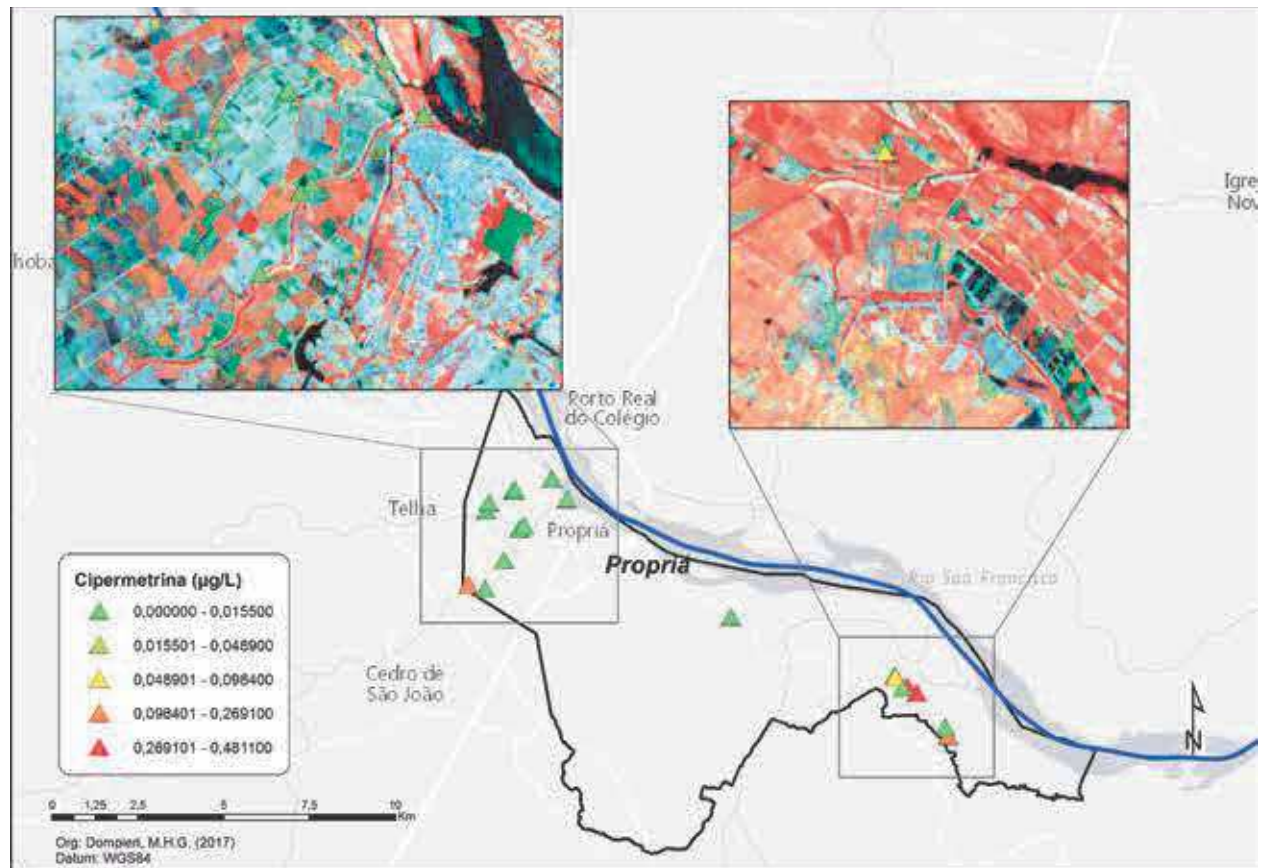 Igre
Nov
Porto Real
do Colégio
Telha
Propriá
Propriá
Rio São Francisco
Cedro de
São João
Cipermetrina (µg/L)
0,000000 - 0,015500
0,015501 - 0,048900
0,048901 - 0,098400
0,098401 - 0,269100
0,269101 - 0,481100
N
0 1,25 2,5 5 7,5 10
Km
Org: Dompieri, M.H.G. (2017)
Datum: WGS84